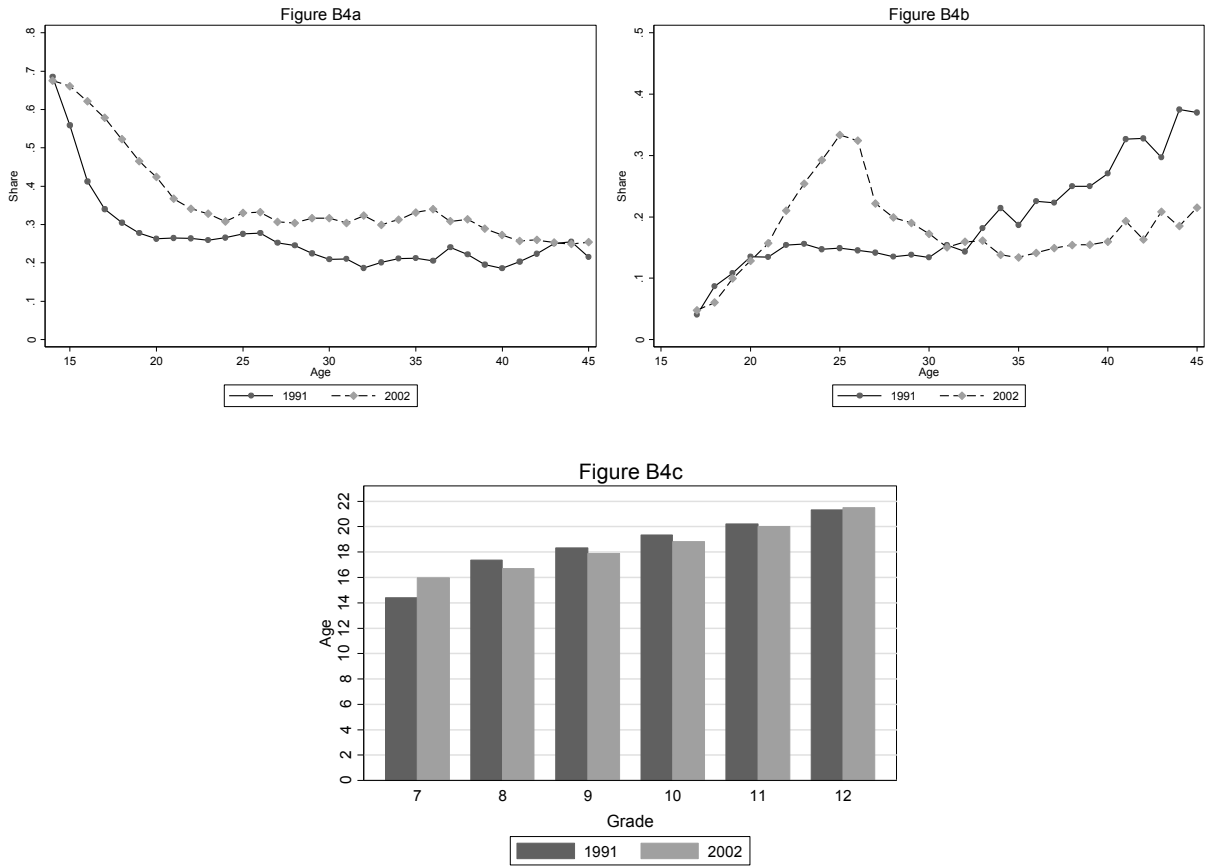 Figure B4a
Share
0 .1 .2 .3 .4 .5 .6 .7 .8
15 20 25 30 35 40 45
Age
1991 2002
Figure B4b
Share
0 .1 .2 .3 .4 .5
15 20 25 30 35 40 45
Age
1991 2002
Figure B4c
Age
0 2 4 6 8 10 12 14 16 18 20 22
7 8 9 10 11 12
Grade
1991 2002